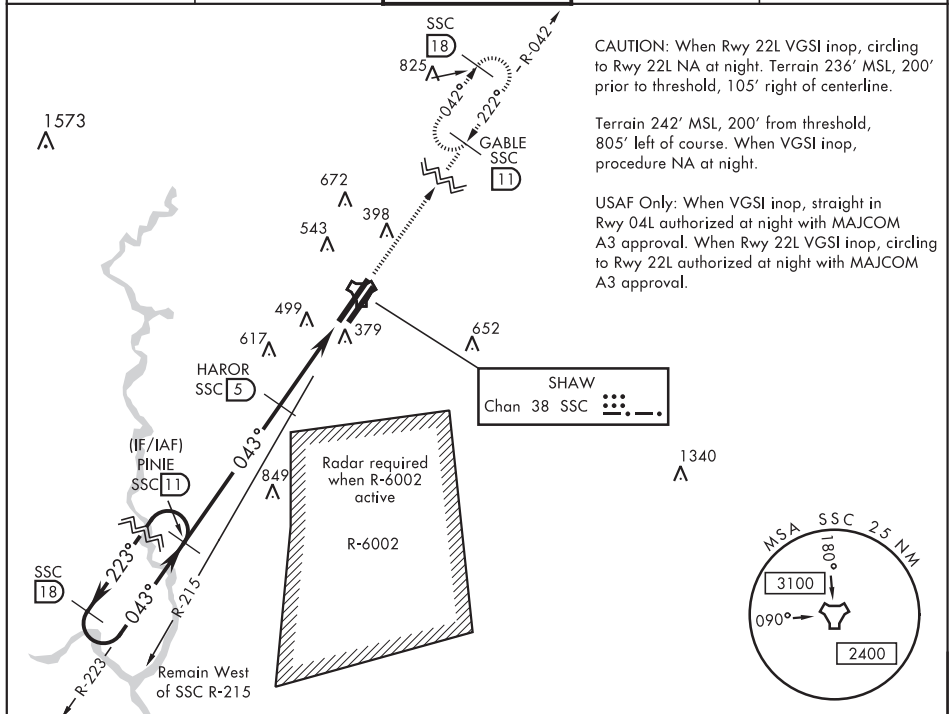 SSC
18
R-042
825
042°
222°
GABLE
SSC
11
CAUTION: When Rwy 22L VGSI inop, circling
to Rwy 22L NA at night. Terrain 236' MSL, 200'
prior to threshold, 105' right of centerline.
Terrain 242' MSL, 200' from threshold,
805' left of course. When VGSI inop,
procedure NA at night.
USAF Only: When VGSI inop, straight in
Rwy 04L authorized at night with MAJCOM
A3 approval. When Rwy 22L VGSI inop, circling
to Rwy 22L authorized at night with MAJCOM
A3 approval.
1573
672
398
543
499
379
617
652
HAROR
SSC 5
SHAW
Chan 38 SSC
043°
(IF/IAF)
PINIE
SSC 11
849
Radar required
when R-6002
active
R-6002
1340
223°
SSC
18
043°
R-215
R-223
Remain West
of SSC R-215
MSA SSC 25 NM
180°
3100
090°
2400